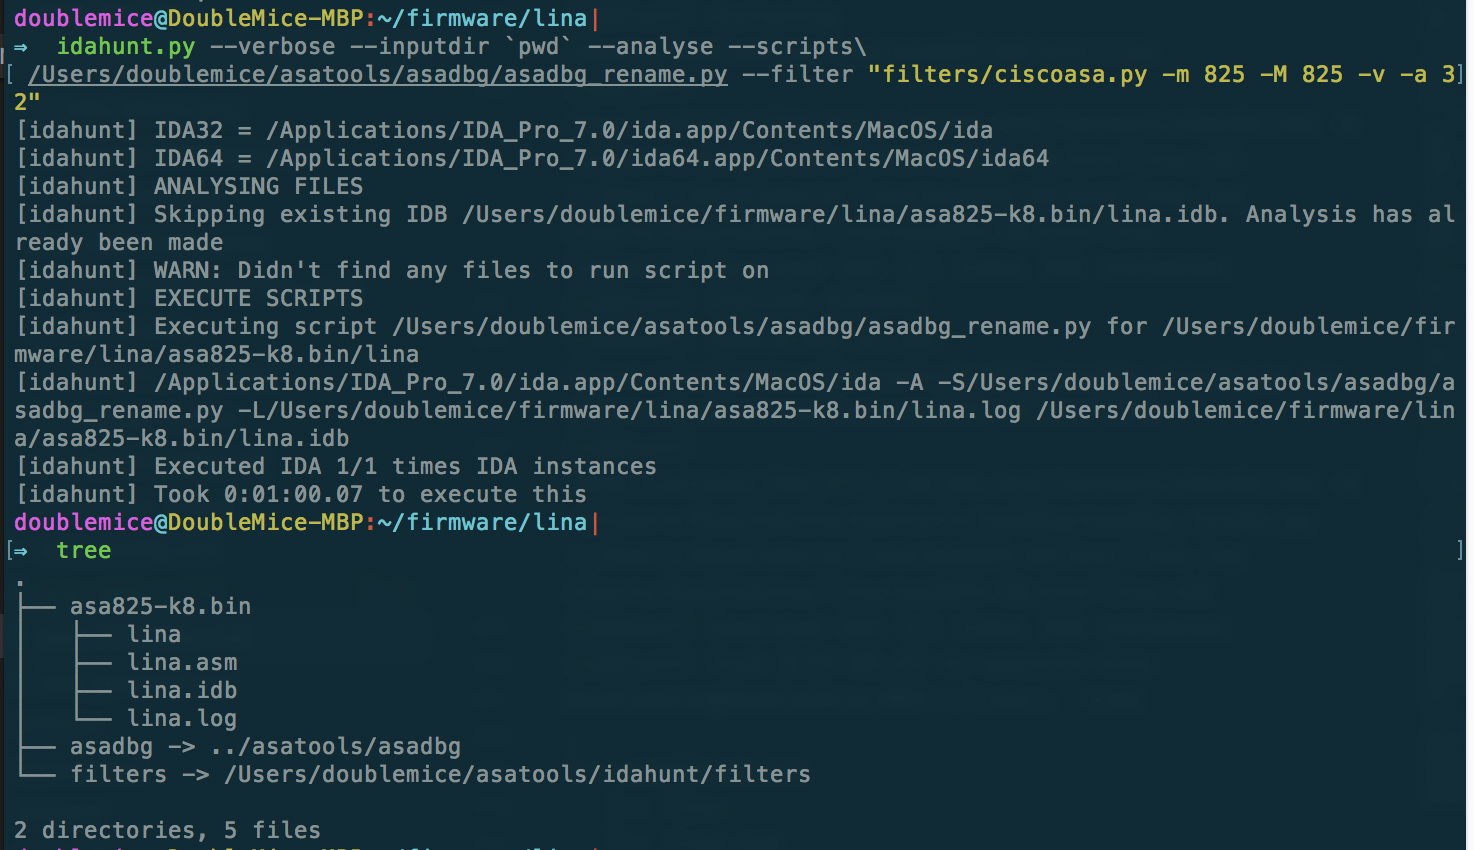 doublemice@DoubleMice-MBP:~/firmware/lina|
⇒  idahunt.py --verbose --inputdir `pwd` --analyse --scripts\
[ /Users/doublemice/asatools/asadbg/asadbg_rename.py --filter "filters/ciscoasa.py -m 825 -M 825 -v -a 3]
2"
[idahunt] IDA32 = /Applications/IDA_Pro_7.0/ida.app/Contents/MacOS/ida
[idahunt] IDA64 = /Applications/IDA_Pro_7.0/ida64.app/Contents/MacOS/ida64
[idahunt] ANALYSING FILES
[idahunt] Skipping existing IDB /Users/doublemice/firmware/lina/asa825-k8.bin/lina.idb. Analysis has al
ready been made
[idahunt] WARN: Didn't find any files to run script on
[idahunt] EXECUTE SCRIPTS
[idahunt] Executing script /Users/doublemice/asatools/asadbg/asadbg_rename.py for /Users/doublemice/fir
mware/lina/asa825-k8.bin/lina
[idahunt] /Applications/IDA_Pro_7.0/ida.app/Contents/MacOS/ida -A -S/Users/doublemice/asatools/asadbg/a
sadbg_rename.py -L/Users/doublemice/firmware/lina/asa825-k8.bin/lina.log /Users/doublemice/firmware/lin
a/asa825-k8.bin/lina.idb
[idahunt] Executed IDA 1/1 times IDA instances
[idahunt] Took 0:01:00.07 to execute this
doublemice@DoubleMice-MBP:~/firmware/lina|
[⇒  tree ]
.
├── asa825-k8.bin
│   ├── lina
│   ├── lina.asm
│   ├── lina.idb
│   └── lina.log
├── asadbg -> ../asatools/asadbg
└── filters -> /Users/doublemice/asatools/idahunt/filters

2 directories, 5 files